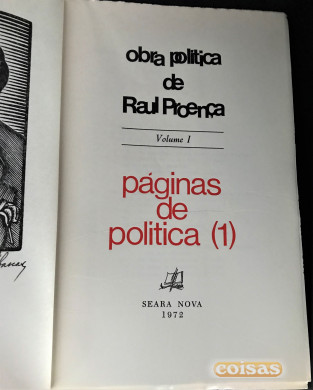 obra politica
de
Raul Proença
Volume I
páginas
de
politica (1)
SEARA NOVA
1972
coisas